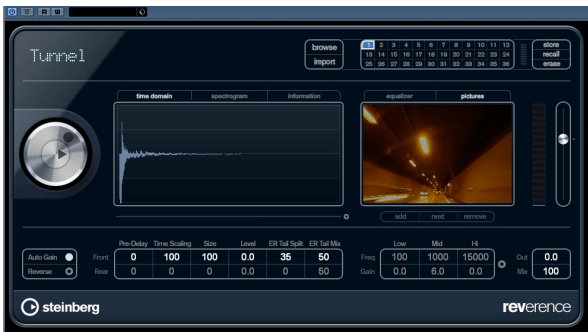 R W
Tunnel
browse
import
1 2 3 4 5 6 7 8 9 10 11 12
13 14 15 16 17 18 19 20 21 22 23 24
25 26 27 28 29 30 31 32 33 34 35 36
store
recall
erase
time domain spectrogram information
equalizer pictures
add next remove
Pre-Delay Time Scaling Size Level ER Tail Split ER Tail Mix
Low Mid Hi
Auto Gain
Front 0 100 100 0.0 35 50
Freq 100 1000 15000
Out 0.0
Reverse
Rear 0 0 0 0.0 0 50
Gain 0.0 6.0 0.0
Mix 100
steinberg
reverence